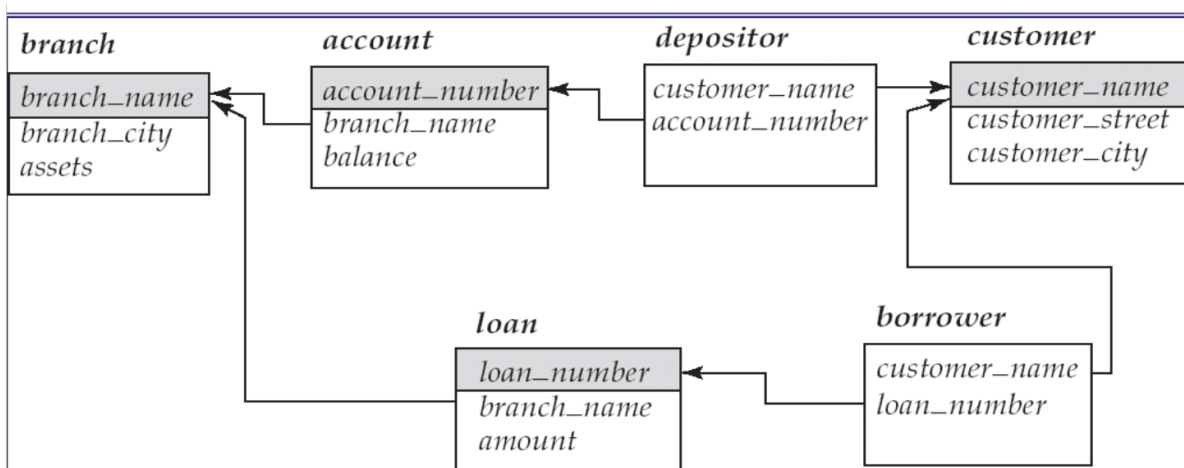 branch
branch_name
branch_city
assets
account
account_number
branch_name
balance
depositor
customer_name
account_number
customer
customer_name
customer_street
customer_city
loan
loan_number
branch_name
amount
borrower
customer_name
loan_number